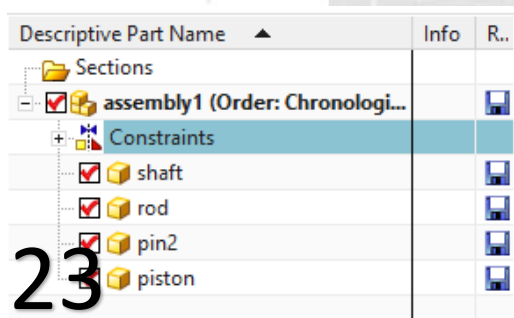 Descriptive Part Name Info R..
Sections
assembly1 (Order: Chronologi...
Constraints
shaft
rod
pin2
piston
23